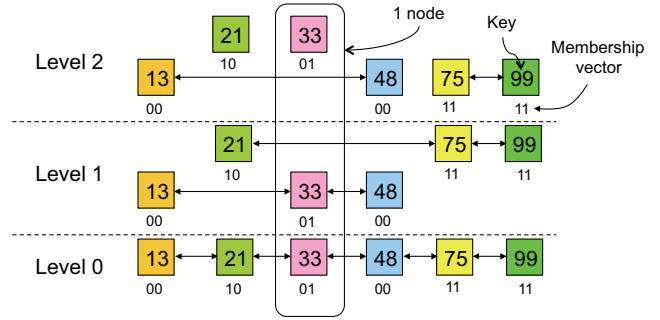 1 node
Key
Membership
vector
Level 2
21 33
10 01
13 48 75 99
00 00 11 11
Level 1
21 75 99
10 11 11
13 33 48
00 01 00
Level 0
13 21 33 48 75 99
00 10 01 00 11 11